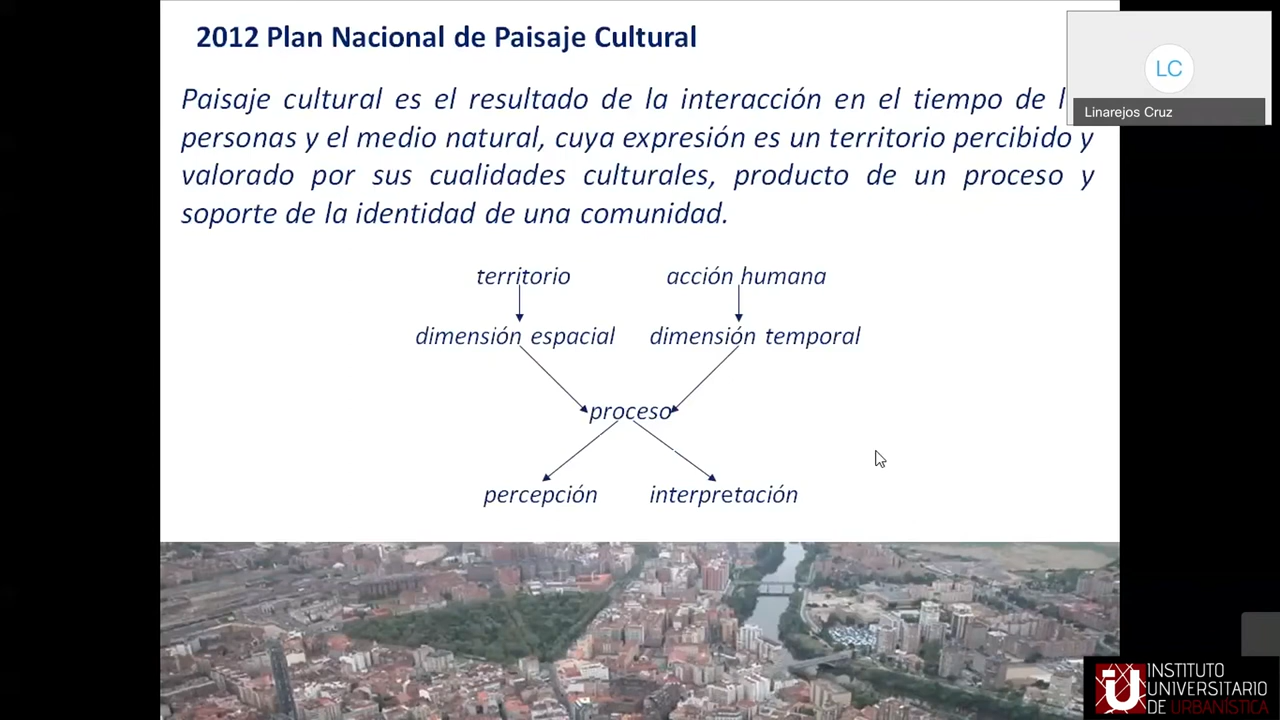 2012 Plan Nacional de Paisaje Cultural
Paisaje cultural es el resultado de la interacción en el tiempo de
personas y el medio natural, cuya expresión es un territorio percibido y
valorado por sus cualidades culturales, producto de un proceso y
soporte de la identidad de una comunidad.
territorio acción humana
dimensión espacial dimensión temporal
proceso
percepción interpretación
LC
Linarejos Cruz
iU
INSTITUTO
UNIVERSITARIO
DE URBANÍSTICA